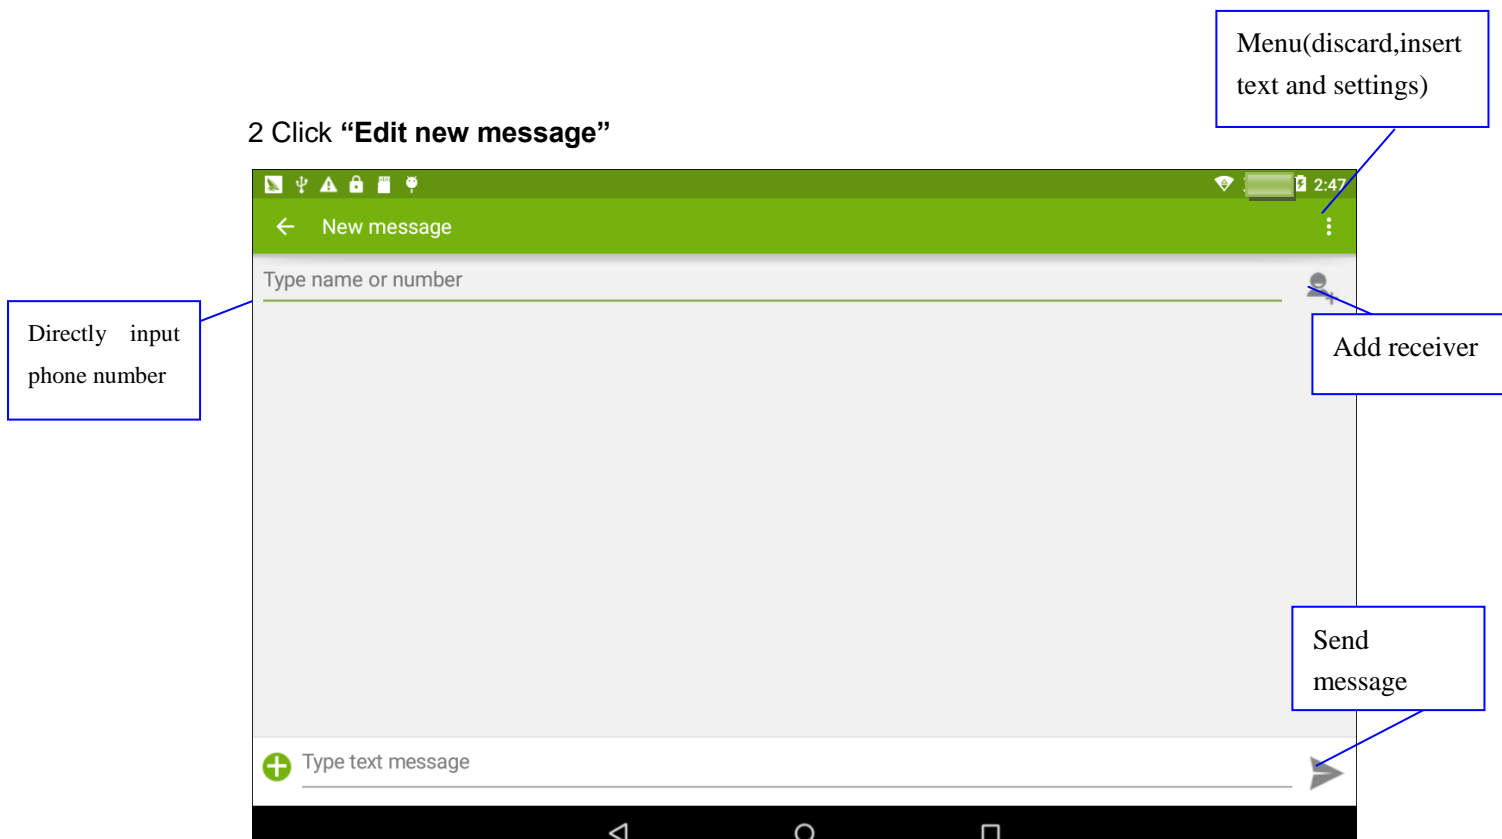 Menu(discard,insert
text and settings)
2 Click “Edit new message”
2:47
New message
Type name or number
Directly input
phone number
Add receiver
Send
message
Type text message